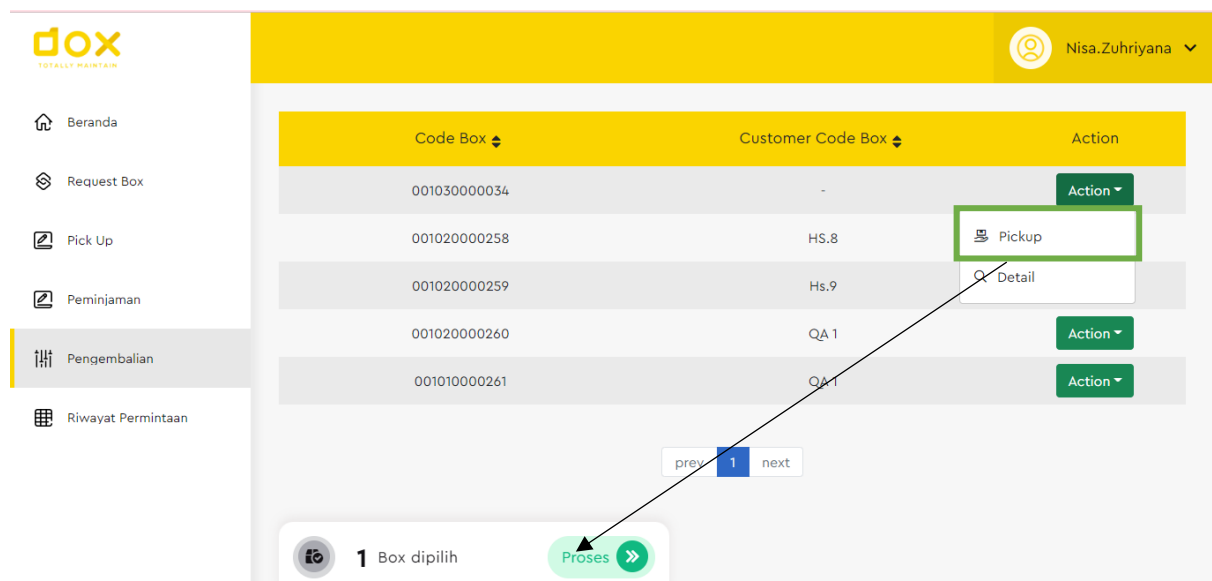 dox
TOTALLY MAINTAIN
Nisa.Zuhriyana
Beranda
Request Box
Pick Up
Peminjaman
Pengembalian
Riwayat Permintaan
Code Box Customer Code Box Action
001030000034 - Action
001020000258 HS.8 Pickup
001020000259 Hs.9 Detail
001020000260 QA 1 Action
001010000261 QA 1 Action
prev 1 next
1 Box dipilih Proses